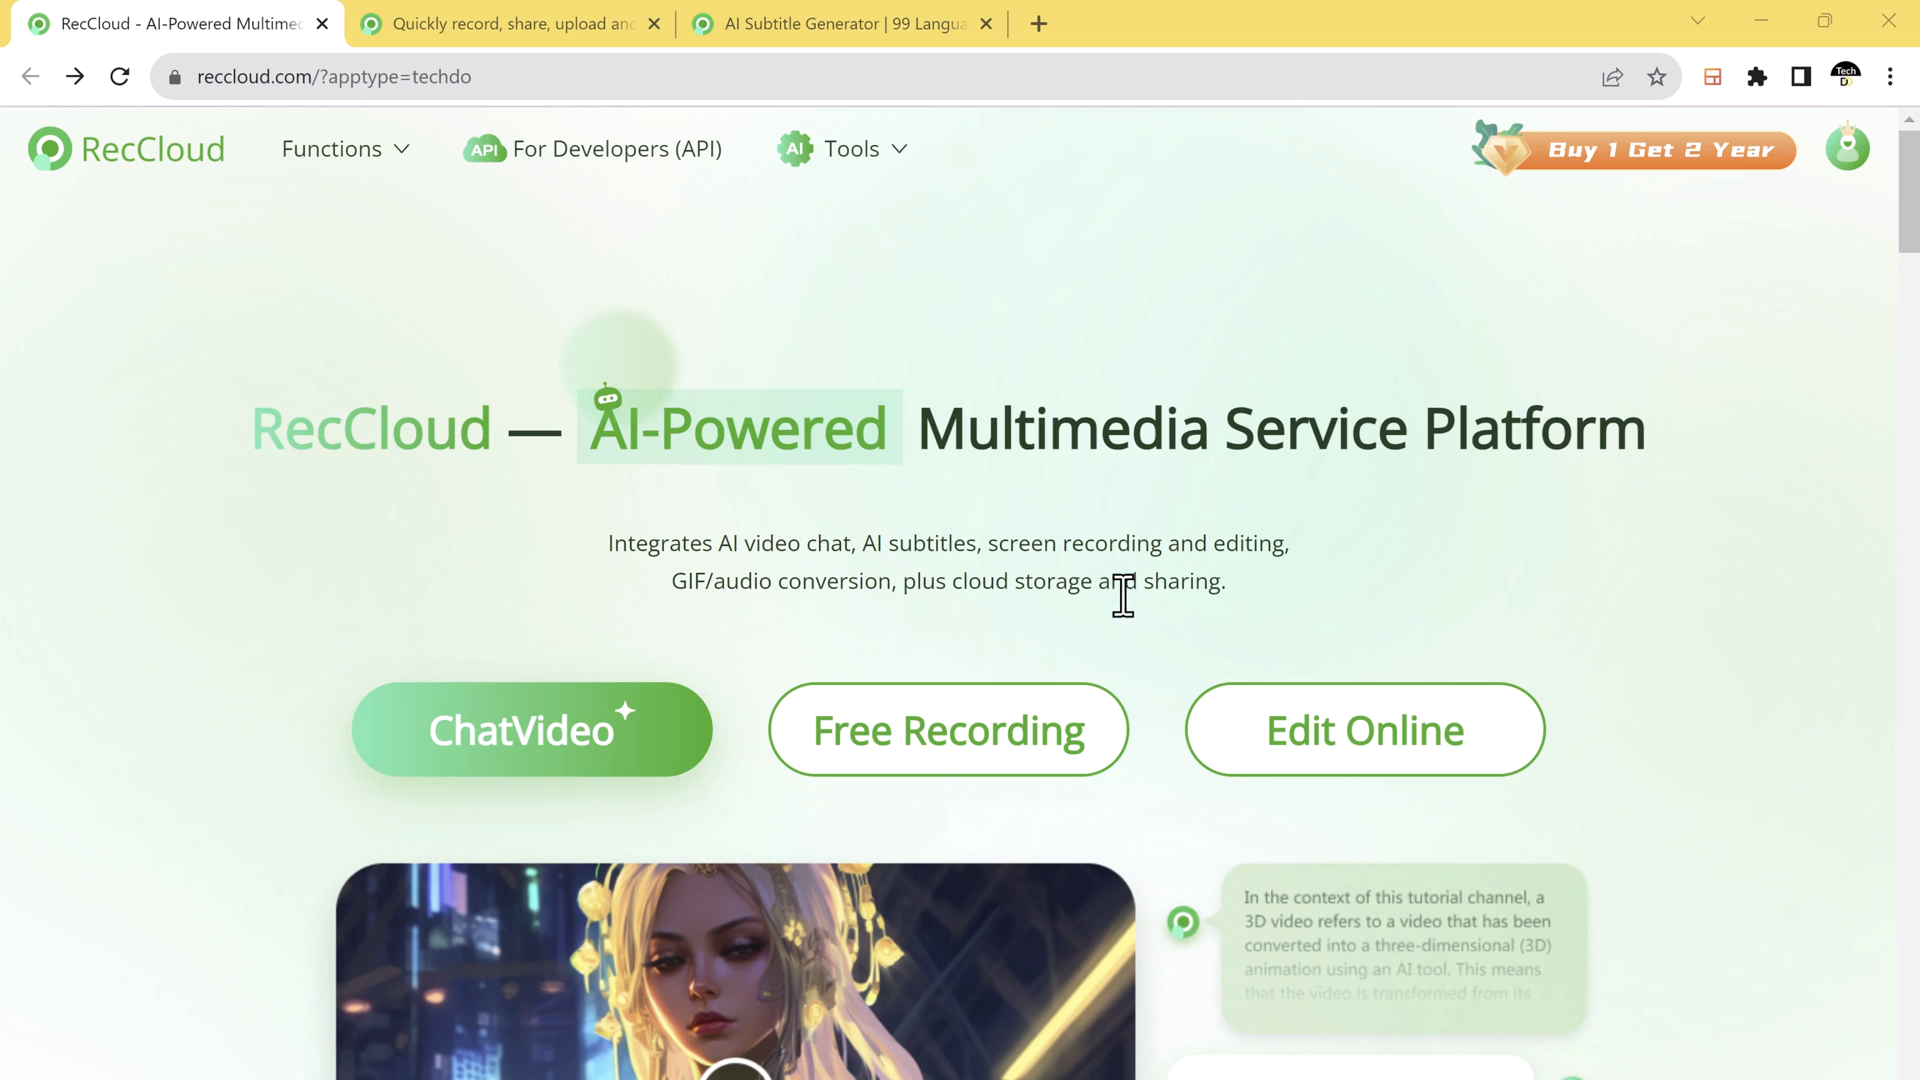 RecCloud - AI-Powered Multimed
Quickly record, share, upload and
AI Subtitle Generator | 99 Langua
reccloud.com/?apptype=techdo
Tech
DO
RecCloud
Functions
API
For Developers (API)
AI
Tools
Buy 1 Get 2 Year
RecCloud — AI-Powered Multimedia Service Platform
Integrates AI video chat, AI subtitles, screen recording and editing,
GIF/audio conversion, plus cloud storage and sharing.
ChatVideo
Free Recording
Edit Online
In the context of this tutorial channel, a
3D video refers to a video that has been
converted into a three-dimensional (3D)
animation using an AI tool. This means
that the video is transformed from its